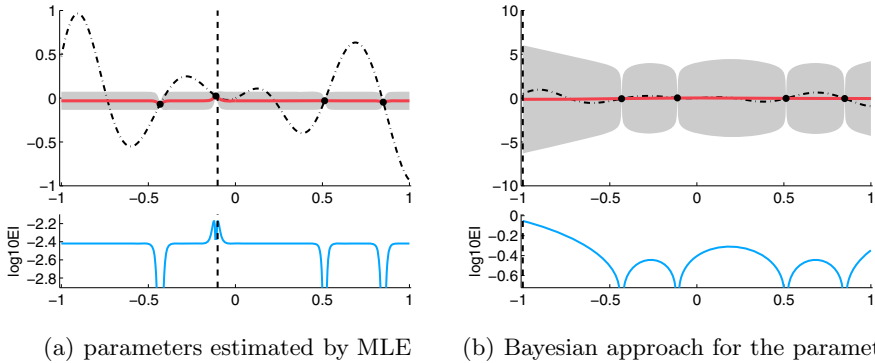 1
0.5
0
−0.5
−1
−1 −0.5 0 0.5 1
log10EI
−2.2
−2.4
−2.6
−2.8
−1 −0.5 0 0.5 1
(a) parameters estimated by MLE
10
5
0
−5
−10
−1 −0.5 0 0.5 1
log10EI
0
−0.2
−0.4
−0.6
−1 −0.5 0 0.5 1
(b) Bayesian approach for the paramet